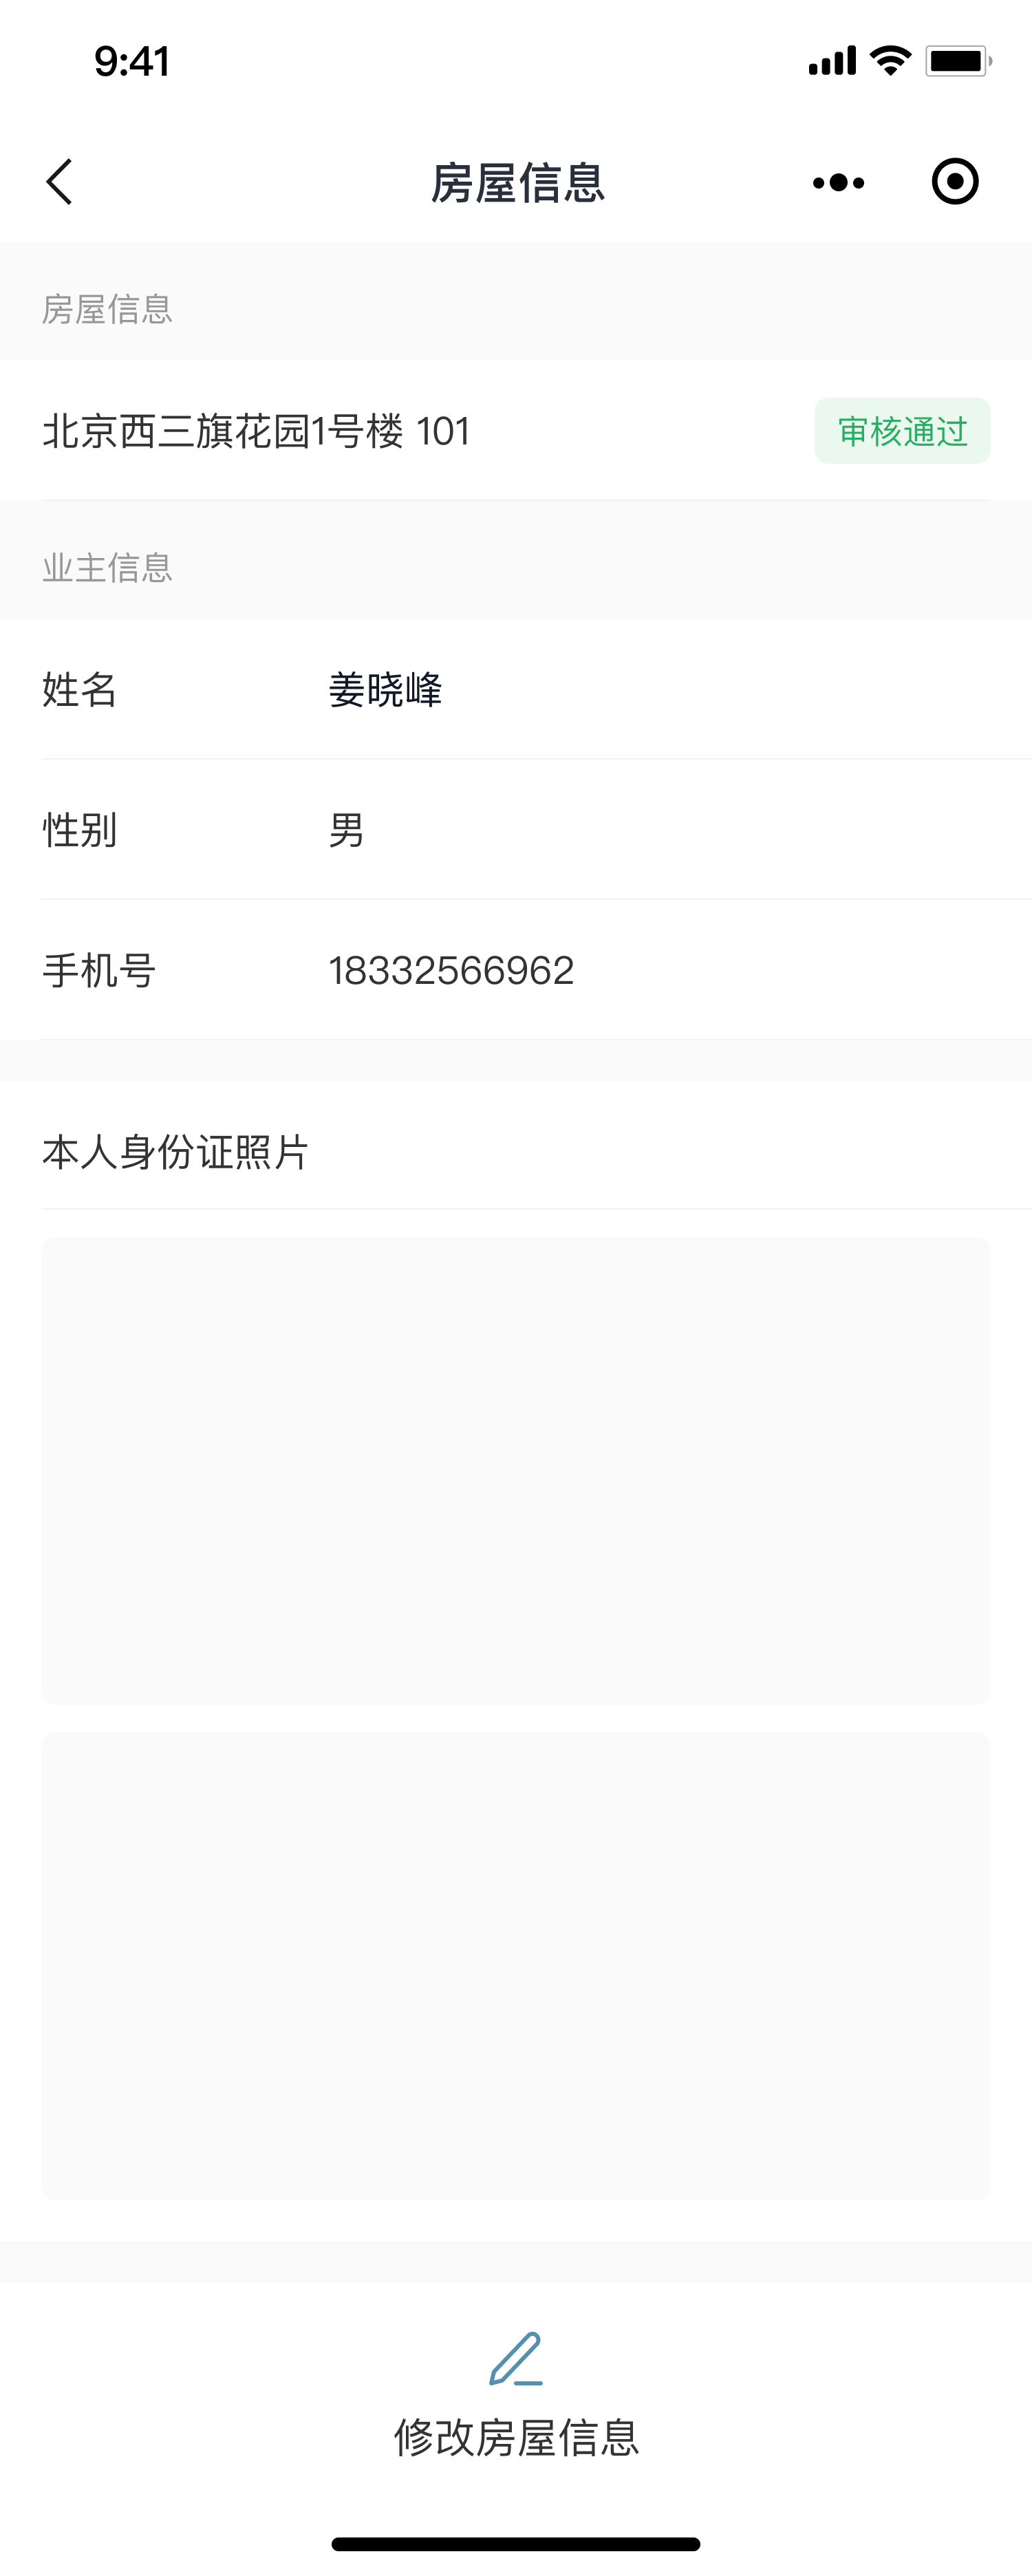 9:41
房屋信息
房屋信息
北京西三旗花园1号楼 101 审核通过
业主信息
姓名 姜晓峰
性别 男
手机号 18332566962
本人身份证照片
修改房屋信息